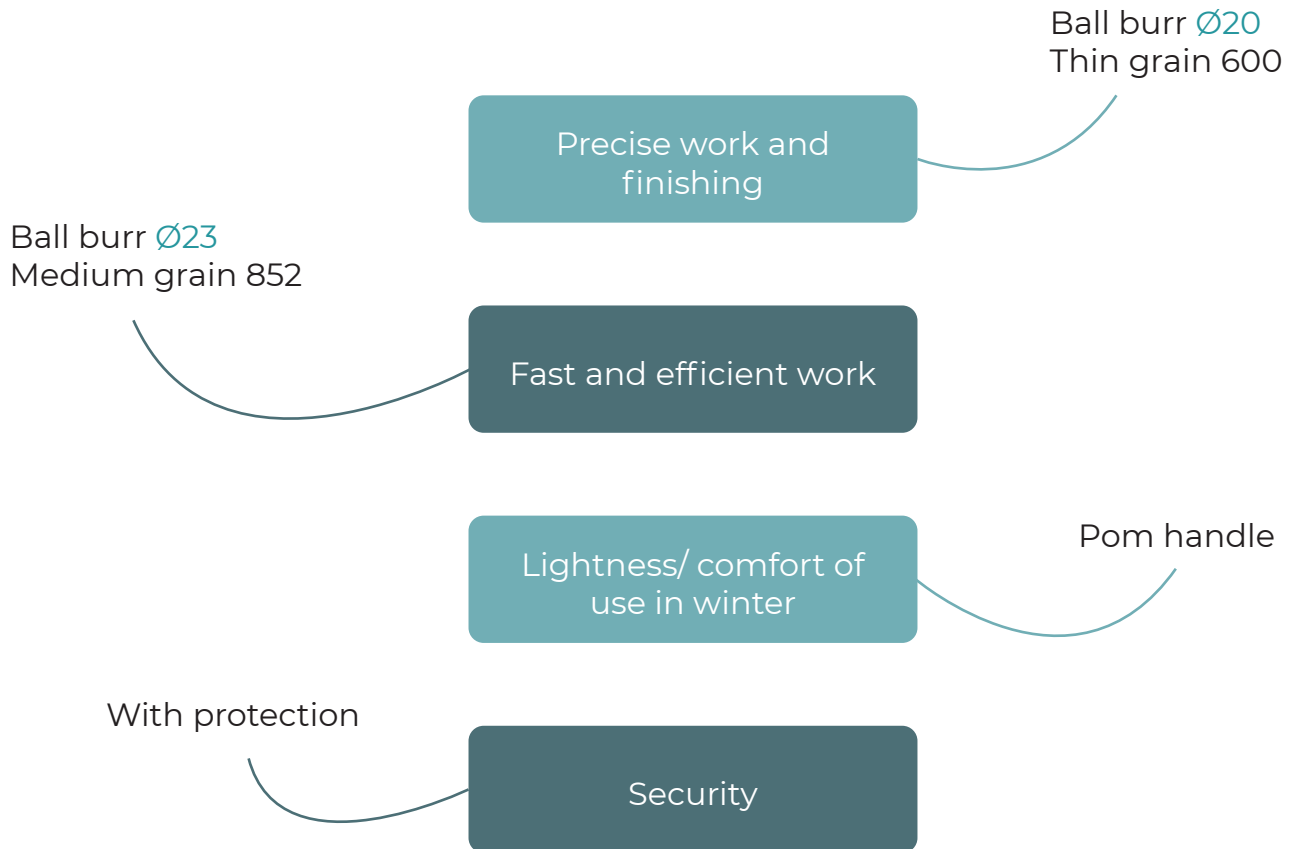 Ball burr Ø20
Thin grain 600
Precise work and
finishing
Ball burr Ø23
Medium grain 852
Fast and efficient work
Lightness/ comfort of
use in winter
Pom handle
With protection
Security